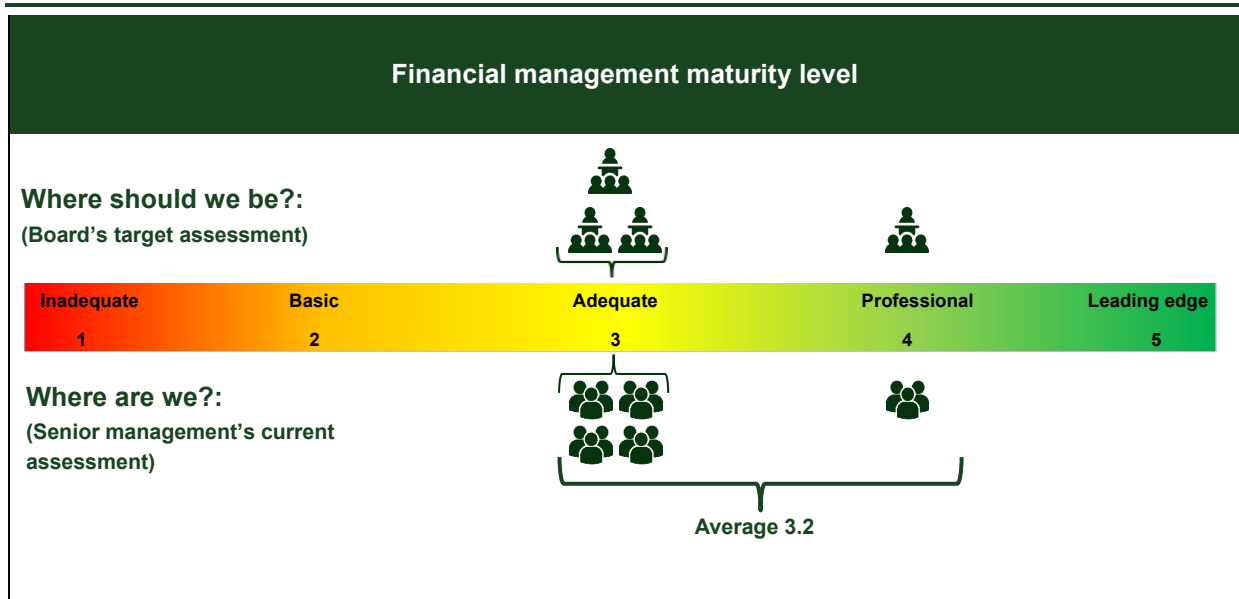 Financial management maturity level
Where should we be?:
(Board's target assessment)
Inadequate Basic Adequate Professional Leading edge
1 2 3 4 5
Where are we?:
(Senior management's current
assessment)
Average 3.2